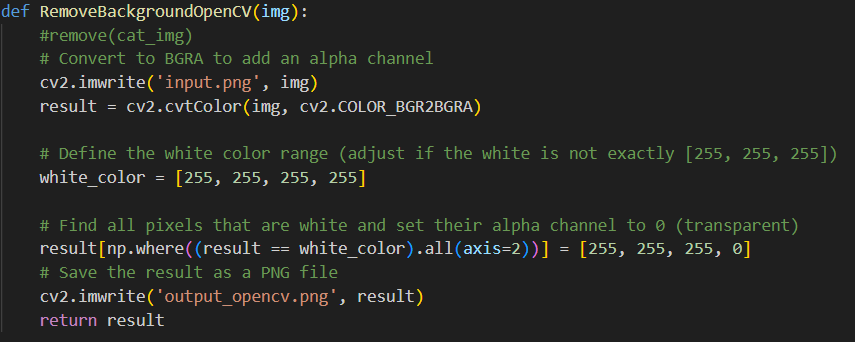 def RemoveBackgroundOpenCV(img):
    #remove(cat_img)
    # Convert to BGRA to add an alpha channel
    cv2.imwrite('input.png', img)
    result = cv2.cvtColor(img, cv2.COLOR_BGR2BGRA)

    # Define the white color range (adjust if the white is not exactly [255, 255, 255])
    white_color = [255, 255, 255, 255]

    # Find all pixels that are white and set their alpha channel to 0 (transparent)
    result[np.where((result == white_color).all(axis=2))] = [255, 255, 255, 0]
    # Save the result as a PNG file
    cv2.imwrite('output_opencv.png', result)
    return result